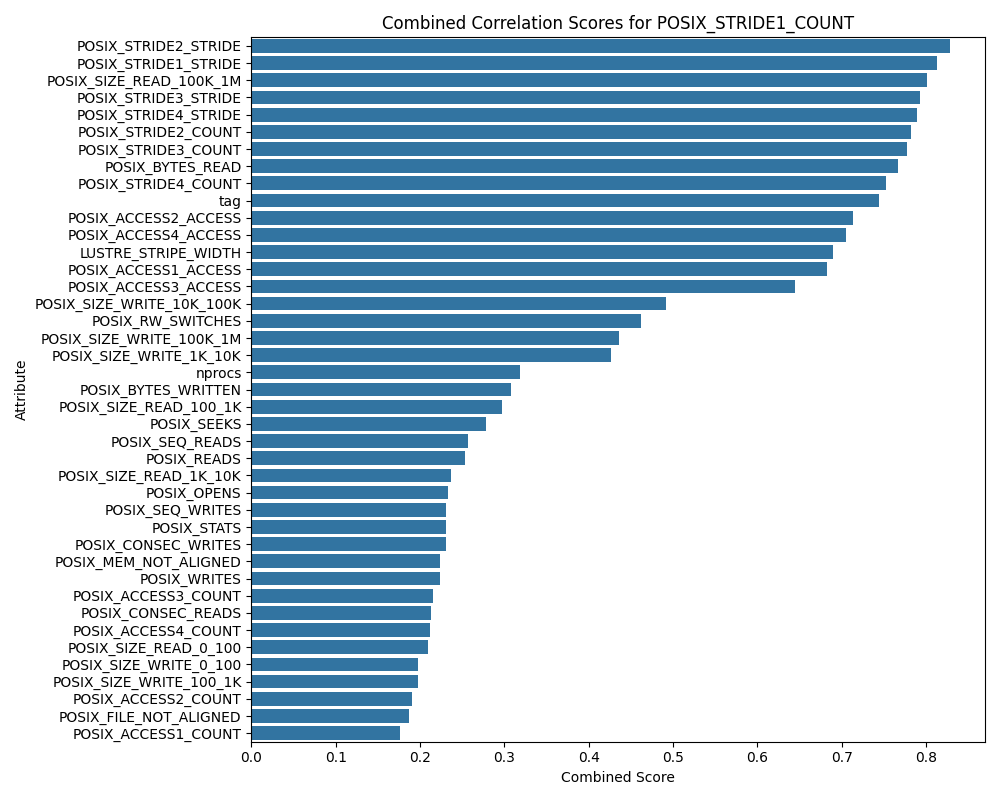 Combined Correlation Scores for POSIX_STRIDE1_COUNT
POSIX_STRIDE2_STRIDE
POSIX_STRIDE1_STRIDE
POSIX_SIZE_READ_100K_1M
POSIX_STRIDE3_STRIDE
POSIX_STRIDE4_STRIDE
POSIX_STRIDE2_COUNT
POSIX_STRIDE3_COUNT
POSIX_BYTES_READ
POSIX_STRIDE4_COUNT
tag
POSIX_ACCESS2_ACCESS
POSIX_ACCESS4_ACCESS
LUSTRE_STRIPE_WIDTH
POSIX_ACCESS1_ACCESS
POSIX_ACCESS3_ACCESS
POSIX_SIZE_WRITE_10K_100K
POSIX_RW_SWITCHES
POSIX_SIZE_WRITE_100K_1M
POSIX_SIZE_WRITE_1K_10K
nprocs
POSIX_BYTES_WRITTEN
POSIX_SIZE_READ_100_1K
POSIX_SEEKS
POSIX_SEQ_READS
POSIX_READS
POSIX_SIZE_READ_1K_10K
POSIX_OPENS
POSIX_SEQ_WRITES
POSIX_STATS
POSIX_CONSEC_WRITES
POSIX_MEM_NOT_ALIGNED
POSIX_WRITES
POSIX_ACCESS3_COUNT
POSIX_CONSEC_READS
POSIX_ACCESS4_COUNT
POSIX_SIZE_READ_0_100
POSIX_SIZE_WRITE_0_100
POSIX_SIZE_WRITE_100_1K
POSIX_ACCESS2_COUNT
POSIX_FILE_NOT_ALIGNED
POSIX_ACCESS1_COUNT
Attribute
0.0 0.1 0.2 0.3 0.4 0.5 0.6 0.7 0.8
Combined Score